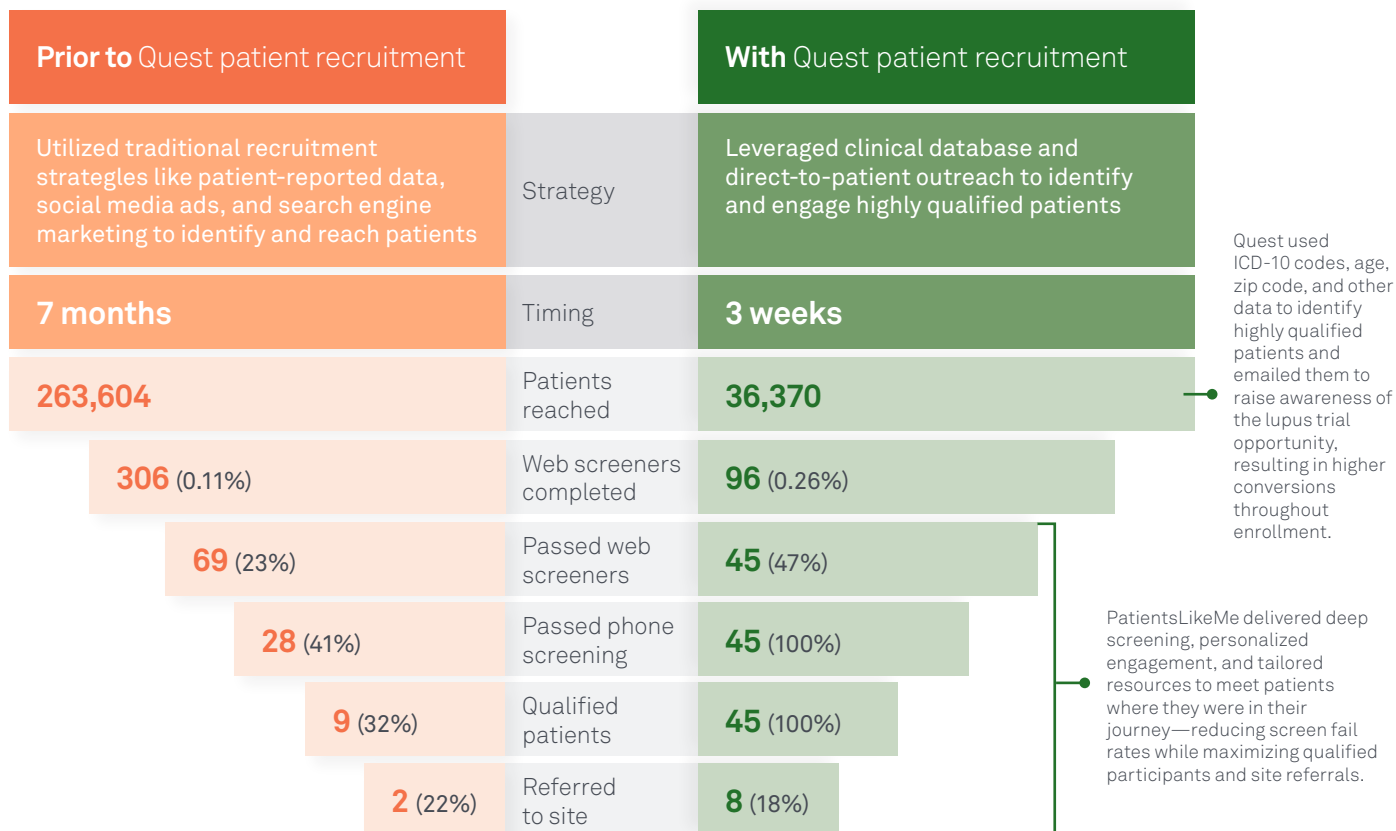 Prior to Quest patient recruitment
With Quest patient recruitment
Utilized traditional recruitment
strategies like patient-reported data,
social media ads, and search engine
marketing to identify and reach patients
Strategy
Leveraged clinical database and
direct-to-patient outreach to identify
and engage highly qualified patients
7 months
Timing
3 weeks
263,604
Patients
reached
36,370
Quest used
ICD-10 codes, age,
zip code, and other
data to identify
highly qualified
patients and
emailed them to
raise awareness of
the lupus trial
opportunity,
resulting in higher
conversions
throughout
enrollment.
306 (0.11%)
Web screeners
completed
96 (0.26%)
69 (23%)
Passed web
screeners
45 (47%)
28 (41%)
Passed phone
screening
45 (100%)
PatientsLikeMe delivered deep
screening, personalized
engagement, and tailored
resources to meet patients
where they were in their
journey—reducing screen fail
rates while maximizing qualified
participants and site referrals.
9 (32%)
Qualified
patients
45 (100%)
2 (22%)
Referred
to site
8 (18%)